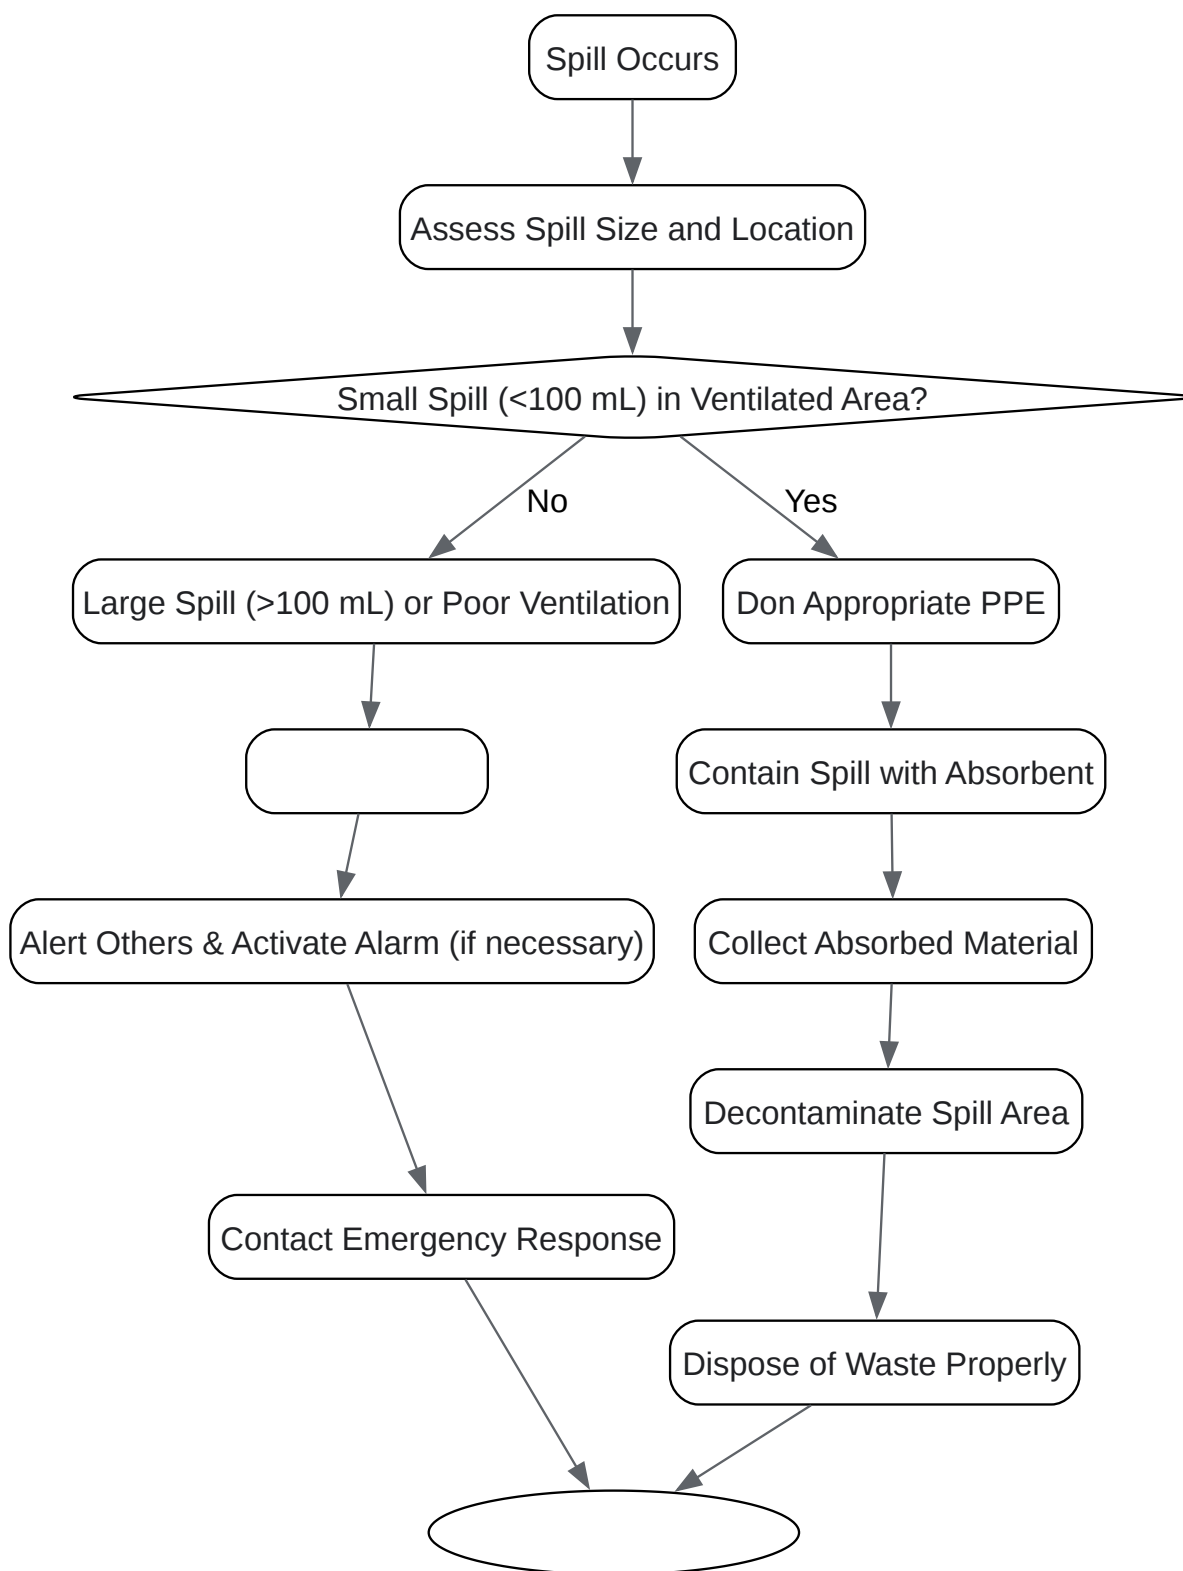 Spill Occurs
Assess Spill Size and Location
Small Spill (<100 mL) in Ventilated Area?
No
Yes
Large Spill (>100 mL) or Poor Ventilation
Don Appropriate PPE
Contain Spill with Absorbent
Alert Others & Activate Alarm (if necessary)
Collect Absorbed Material
Decontaminate Spill Area
Contact Emergency Response
Dispose of Waste Properly